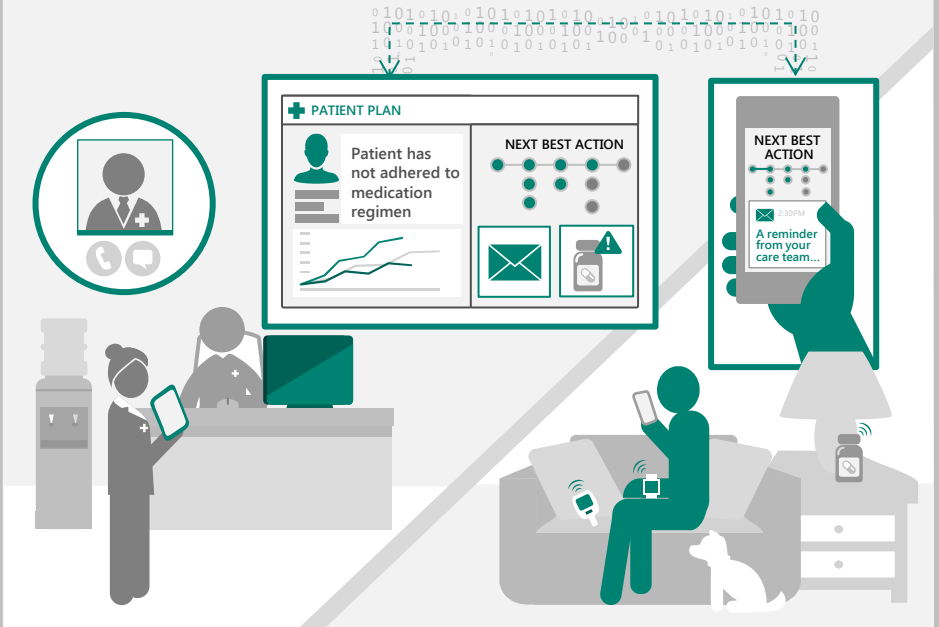 PATIENT PLAN
Patient has
not adhered to
medication
regimen
NEXT BEST ACTION
NEXT BEST
ACTION
2:30PM
A reminder
from your
care team...